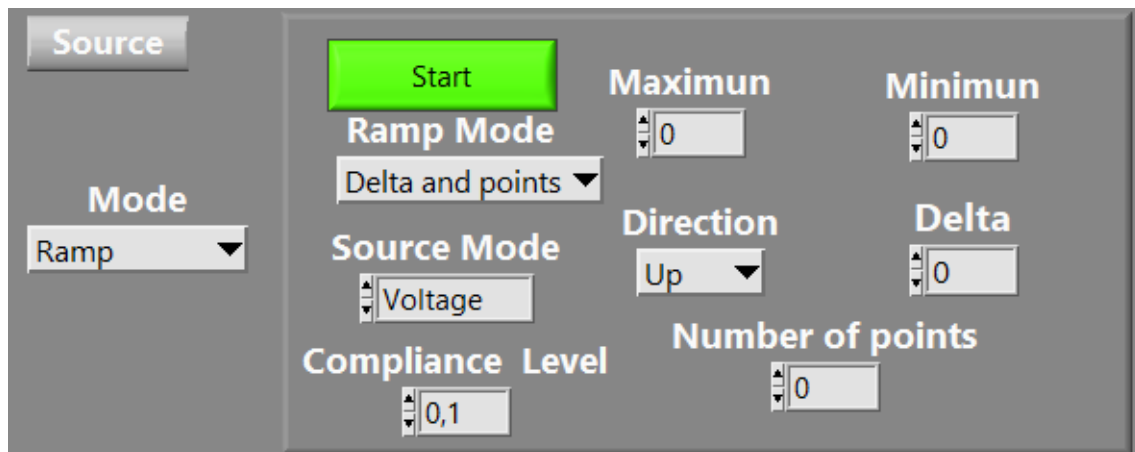 Source
Mode
Ramp
Start
Ramp Mode
Delta and points
Source Mode
Voltage
Compliance Level
0,1
Maximun
0
Minimun
0
Direction
Up
Delta
0
Number of points
0